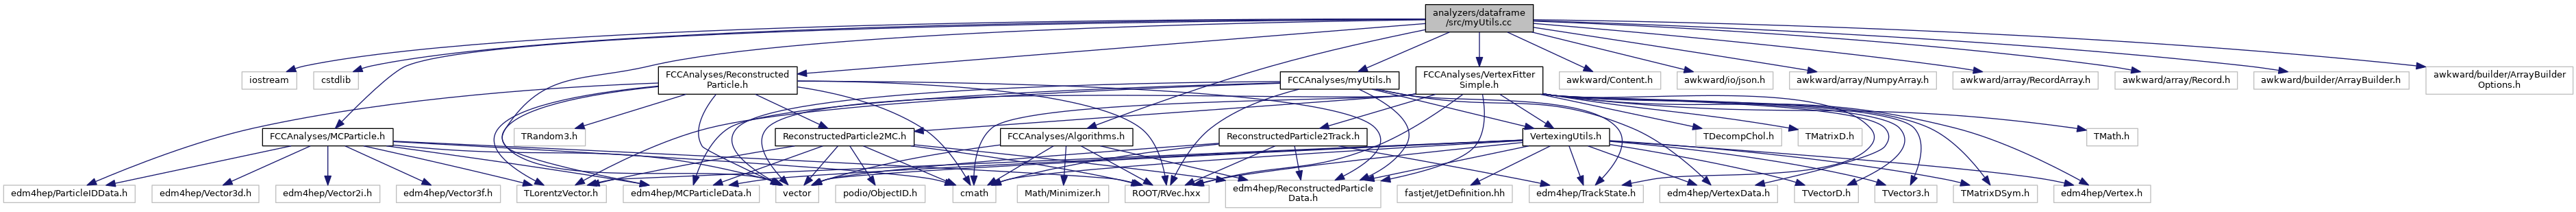 analyzers/dataframe
/src/myUtils.cc
iostream
cstdlib
FCCAnalyses/Reconstructed
Particle.h
FCCAnalyses/myUtils.h
FCCAnalyses/VertexFitter
Simple.h
awkward/Content.h
awkward/io/json.h
awkward/array/NumpyArray.h
awkward/array/RecordArray.h
awkward/array/Record.h
awkward/builder/ArrayBuilder.h
awkward/builder/ArrayBuilder
Options.h
FCCAnalyses/MCParticle.h
TRandom3.h
ReconstructedParticle2MC.h
FCCAnalyses/Algorithms.h
ReconstructedParticle2Track.h
VertexingUtils.h
TDecompChol.h
TMatrixD.h
TMath.h
edm4hep/ParticleIDData.h
edm4hep/Vector3d.h
edm4hep/Vector2i.h
edm4hep/Vector3f.h
TLorentzVector.h
edm4hep/MCParticleData.h
vector
podio/ObjectID.h
cmath
Math/Minimizer.h
ROOT/RVec.hxx
edm4hep/ReconstructedParticle
Data.h
fastjet/JetDefinition.hh
edm4hep/TrackState.h
edm4hep/VertexData.h
TVectorD.h
TVector3.h
TMatrixDSym.h
edm4hep/Vertex.h